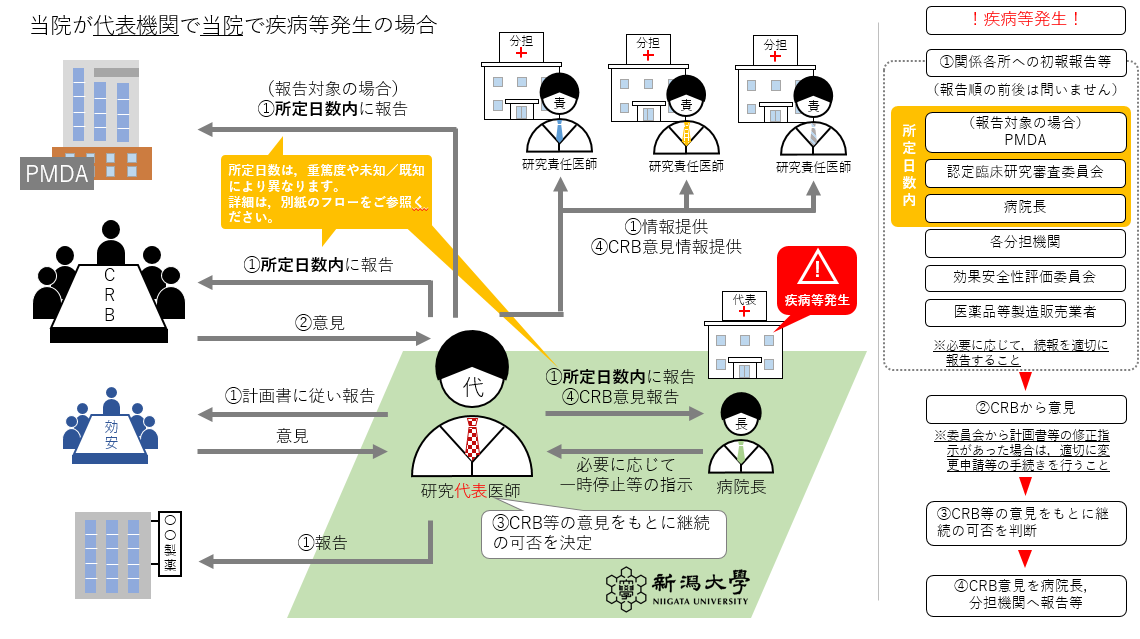 当院が代表機関で当院で疾病等発生の場合
PMDA
（報告対象の場合）
①所定日数内に報告
所定日数は，重篤度や未知／既知
により異なります。
詳細は，別紙のフローをご参照く
ださい。
分担
責
研究責任医師
分担
責
研究責任医師
分担
責
研究責任医師
①情報提供
④CRB意見情報提供
CRB
①所定日数内に報告
②意見
疾病等発生
代表
効安
①計画書に従い報告
意見
代
研究代表医師
①所定日数内に報告
④CRB意見報告
長
病院長
必要に応じて
一時停止等の指示
③CRB等の意見をもとに継続
の可否を決定
〇〇製薬
①報告
新潟大学
NIIGATA UNIVERSITY
！疾病等発生！
①関係各所への初報報告等
（報告順の前後は問いません）
所定日数内
（報告対象の場合）
PMDA
認定臨床研究審査委員会
病院長
各分担機関
効果安全性評価委員会
医薬品等製造販売業者
※必要に応じて，続報を適切に
報告すること
②CRBから意見
※委員会から計画書等の修正指
示があった場合は，適切に変
更申請等の手続きを行うこと
③CRB等の意見をもとに継
続の可否を判断
④CRB意見を病院長，
分担機関へ報告等